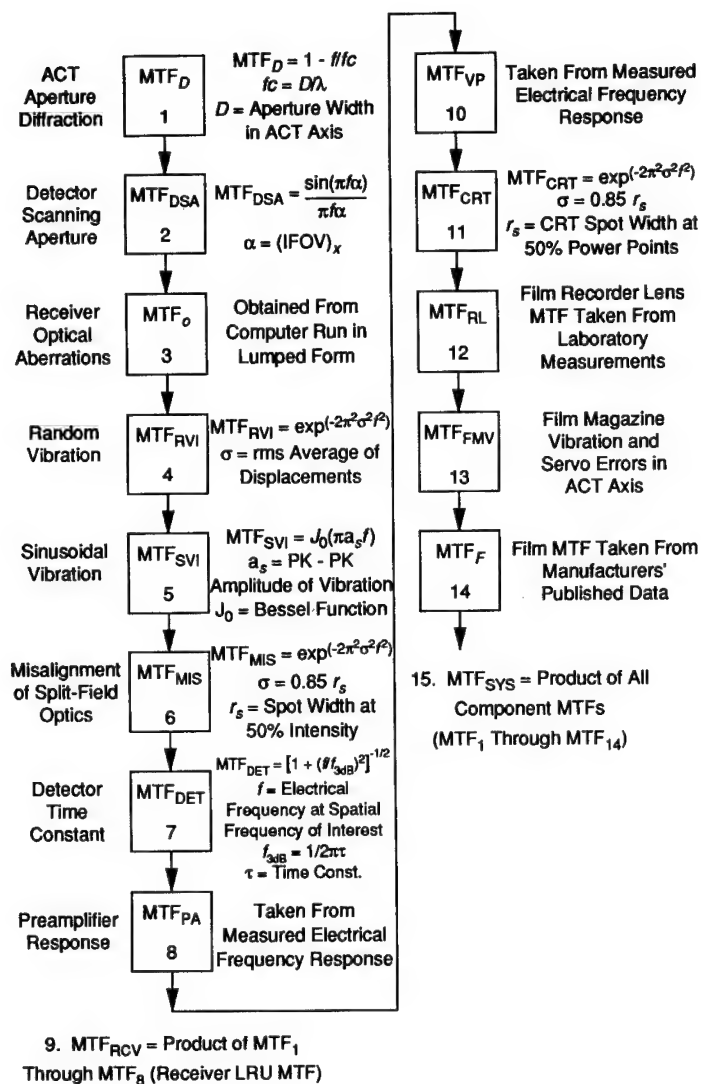 ACT
Aperture
Diffraction
MTF_D
1
MTF_D = 1 - f/fc
fc = D/λ
D = Aperture Width
in ACT Axis
Detector
Scanning
Aperture
MTF_DSA
2
MTF_DSA = sin(πfα)
πfα
α = (IFOV)_x
Receiver
Optical
Aberrations
MTF_o
3
Obtained From
Computer Run in
Lumped Form
Random
Vibration
MTF_RVI
4
MTF_RVI = exp(-2π²σ²f²)
σ = rms Average of
Displacements
Sinusoidal
Vibration
MTF_SVI
5
MTF_SVI = J₀(πa_s f)
a_s = PK - PK
Amplitude of Vibration
J₀ = Bessel Function
Misalignment
of Split-Field
Optics
MTF_MIS
6
MTF_MIS = exp(-2π²σ²f²)
σ = 0.85 r_s
r_s = Spot Width at
50% Intensity
Detector
Time
Constant
MTF_DET
7
MTF_DET = [1 + (f/f_3dB)²]^-1/2
f = Electrical
Frequency at Spatial
Frequency of Interest
f_3dB = 1/2πτ
τ = Time Const.
Preamplifier
Response
MTF_PA
8
Taken From
Measured Electrical
Frequency Response
9. MTF_RCV = Product of MTF₁
Through MTF₈ (Receiver LRU MTF)
MTF_VP
10
Taken From Measured
Electrical Frequency
Response
MTF_CRT
11
MTF_CRT = exp(-2π²σ²f²)
σ = 0.85 r_s
r_s = CRT Spot Width at
50% Power Points
MTF_RL
12
Film Recorder Lens
MTF Taken From
Laboratory
Measurements
MTF_FMV
13
Film Magazine
Vibration and
Servo Errors in
ACT Axis
MTF_F
14
Film MTF Taken From
Manufacturers'
Published Data
15. MTF_SYS = Product of All
Component MTFs
(MTF₁ Through MTF₁₄)